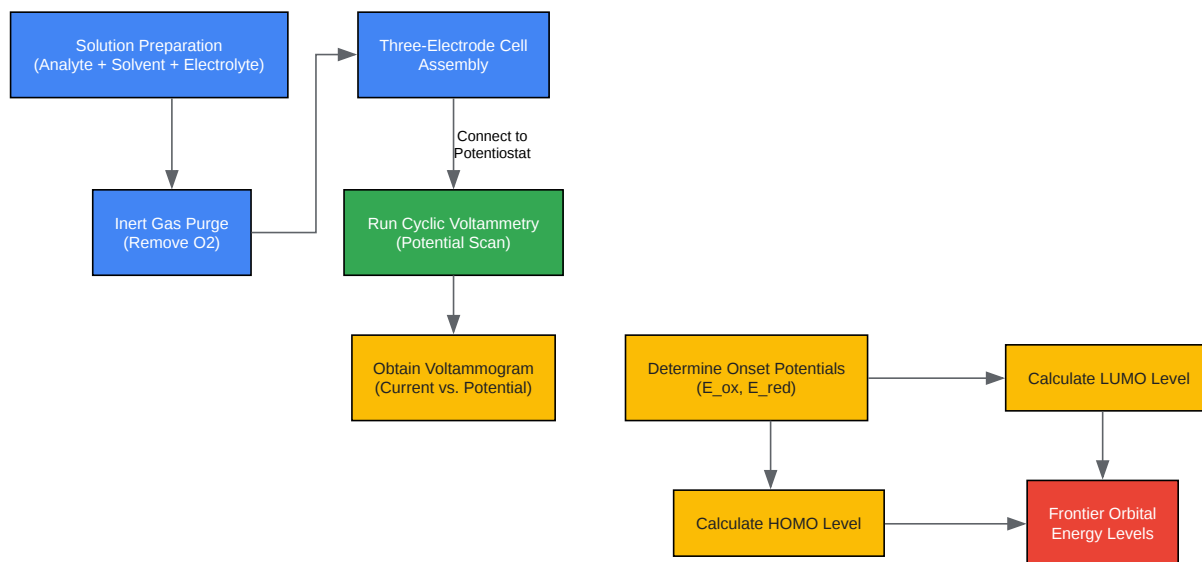 Solution Preparation
(Analyte + Solvent + Electrolyte)
Three-Electrode Cell
Assembly
Connect to
Potentiostat
Inert Gas Purge
(Remove O2)
Run Cyclic Voltammetry
(Potential Scan)
Obtain Voltammogram
(Current vs. Potential)
Determine Onset Potentials
(E_ox, E_red)
Calculate LUMO Level
Calculate HOMO Level
Frontier Orbital
Energy Levels